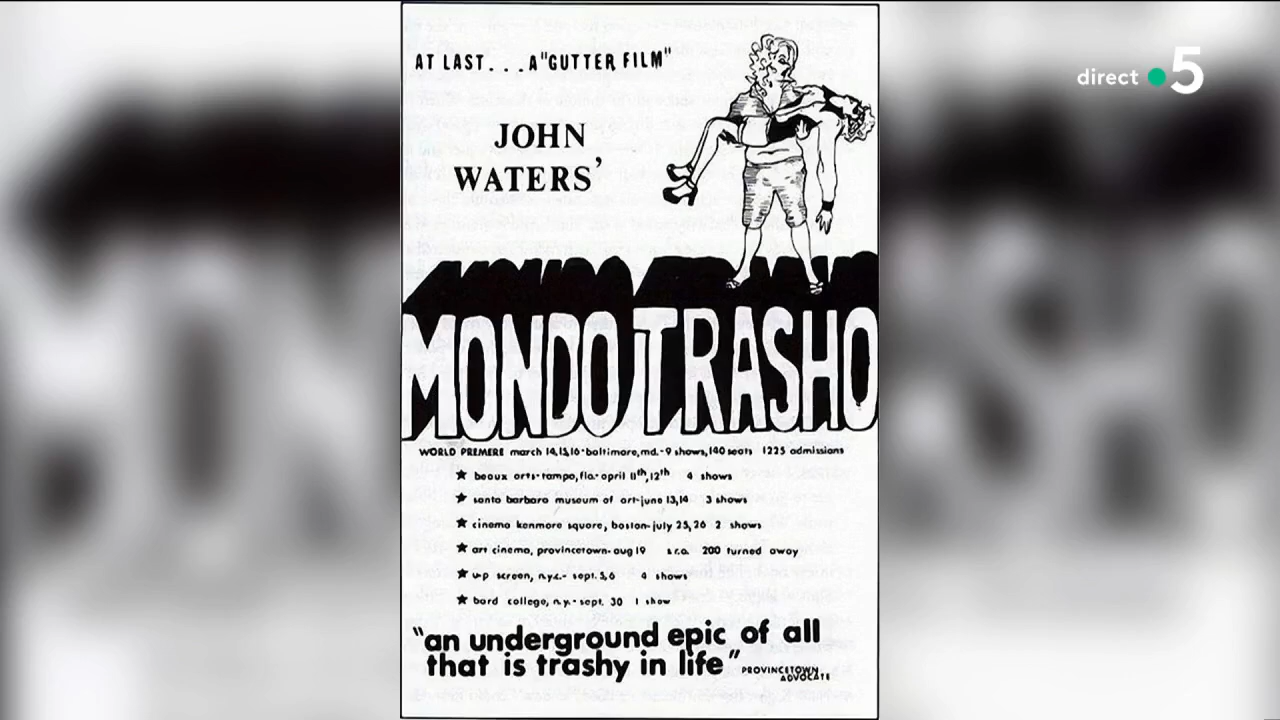 AT LAST. . . A "GUTTER FILM"
direct 5
JOHN
WATERS'
MONDO TRASHO
WORLD PREMIERE march 14,15,16-baltimore,md.-9 shows,140 seats 1225 admissions
★ beaux arts-tampa,fla.-april 11th,12th 4 shows
★ santa barbara museum of art-june 13,14 3 shows
★ cinema kenmore square, boston-july 25,26 2 shows
★ art cinema, provincetown-aug 19 s.r.o. 200 turned away
★ u-p screen, n.y.c.- sept. 5,6 4 shows
★ bard college, n.y.-sept. 30 1 show
"an underground epic of all
that is trashy in life" PROVINCETOWN
ADVOCATE